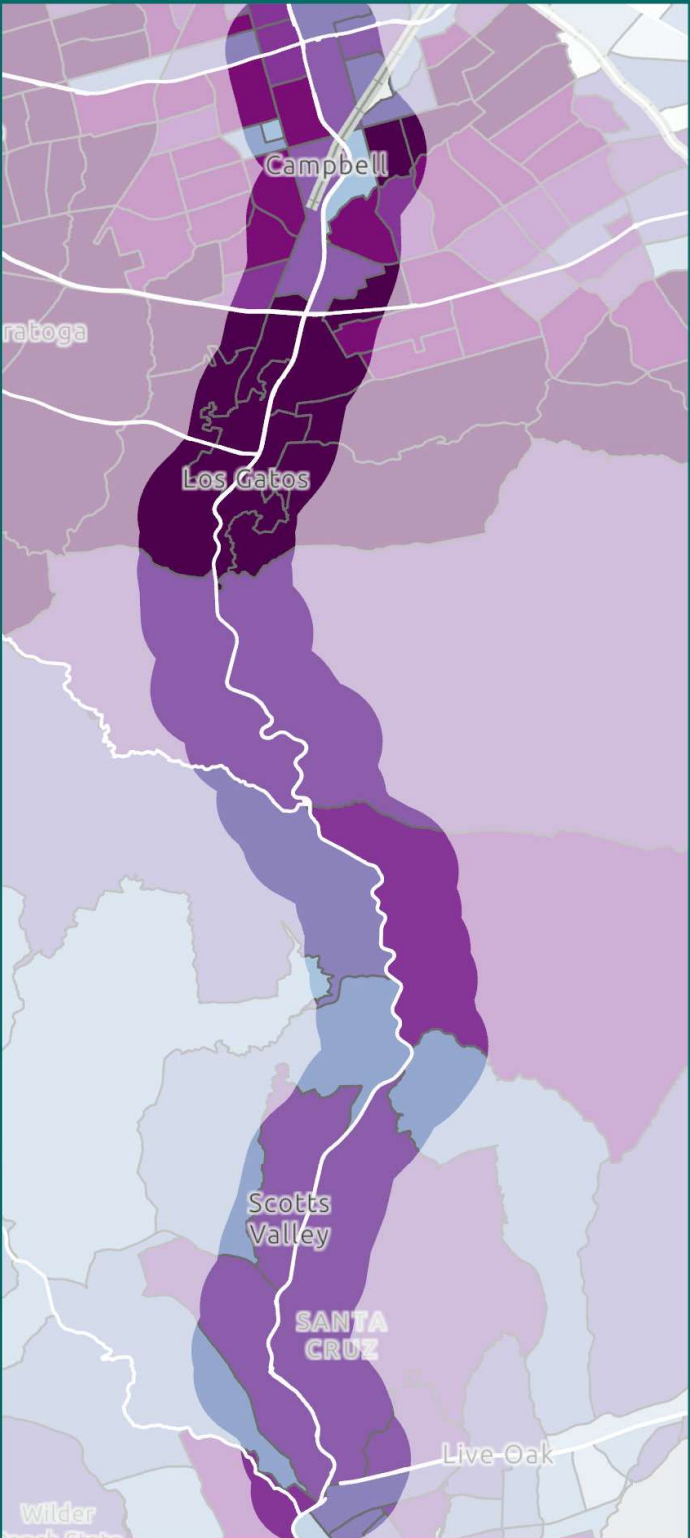 Campbell
ratoga
Los Gatos
Scotts
Valley
SANTA
CRUZ
Live Oak
Wilder